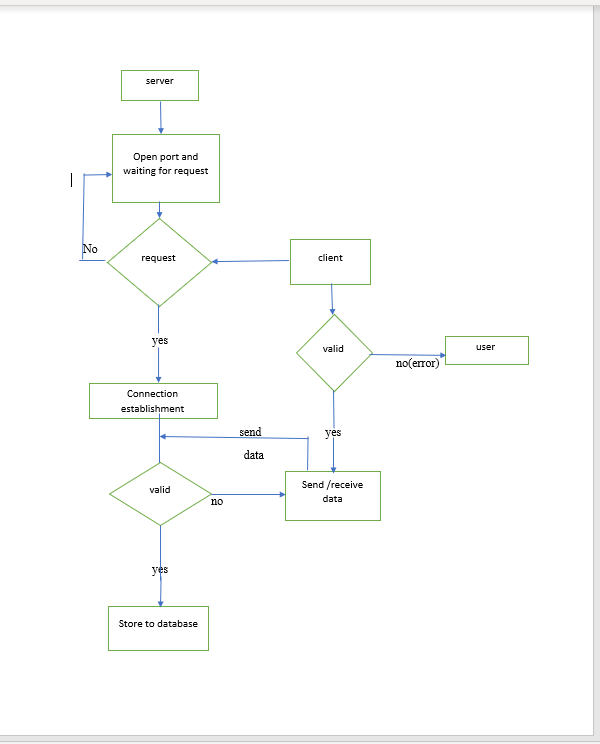 server
Open port and
waiting for request
No
request
client
yes
valid
user
no(error)
Connection
establishment
send
yes
data
valid
no
Send /receive
data
yes
Store to database